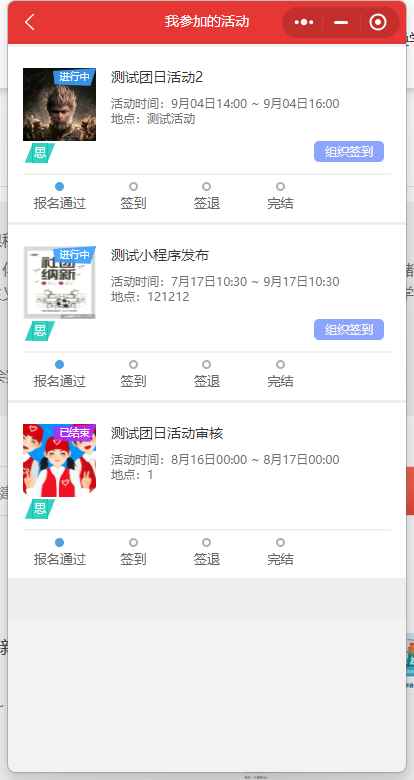 我参加的活动
进行中
测试团日活动2
活动时间：9月04日14:00 ~ 9月04日16:00
地点：测试活动
思
组织签到
报名通过 签到 签退 完结
进行中
社团
纳新
测试小程序发布
活动时间：7月17日10:30 ~ 9月17日10:30
地点：121212
思
组织签到
报名通过 签到 签退 完结
已结束
测试团日活动审核
活动时间：8月16日00:00 ~ 8月17日00:00
地点：1
思
报名通过 签到 签退 完结